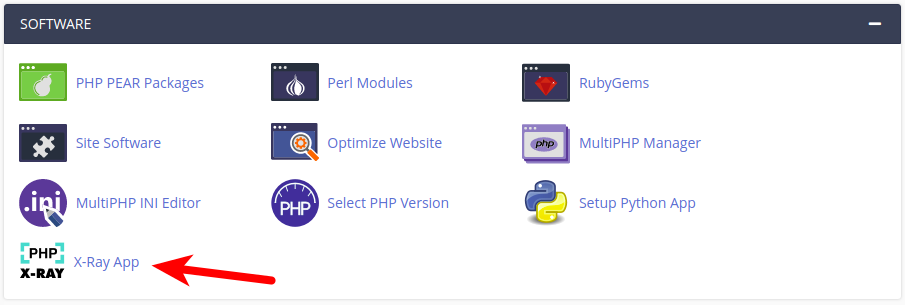 SOFTWARE
PHP PEAR Packages
Perl Modules
RubyGems
Site Software
Optimize Website
php
MultiPHP Manager
.ini
MultiPHP INI Editor
PHP
Select PHP Version
Setup Python App
PHP
X-RAY
X-Ray App